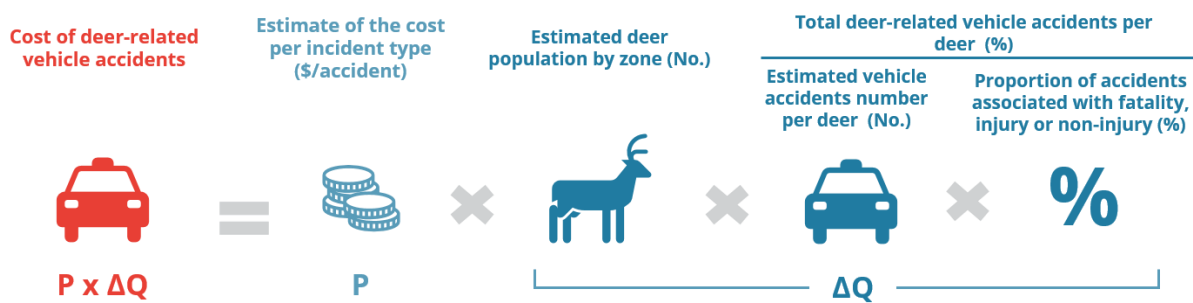 Cost of deer-related
vehicle accidents
Estimate of the cost
per incident type
($/accident)
Estimated deer
population by zone (No.)
Total deer-related vehicle accidents per
deer (%)
Estimated vehicle
accidents number
per deer (No.)
Proportion of accidents
associated with fatality,
injury or non-injury (%)
=
×
×
×
%
P x ΔQ
P
ΔQ